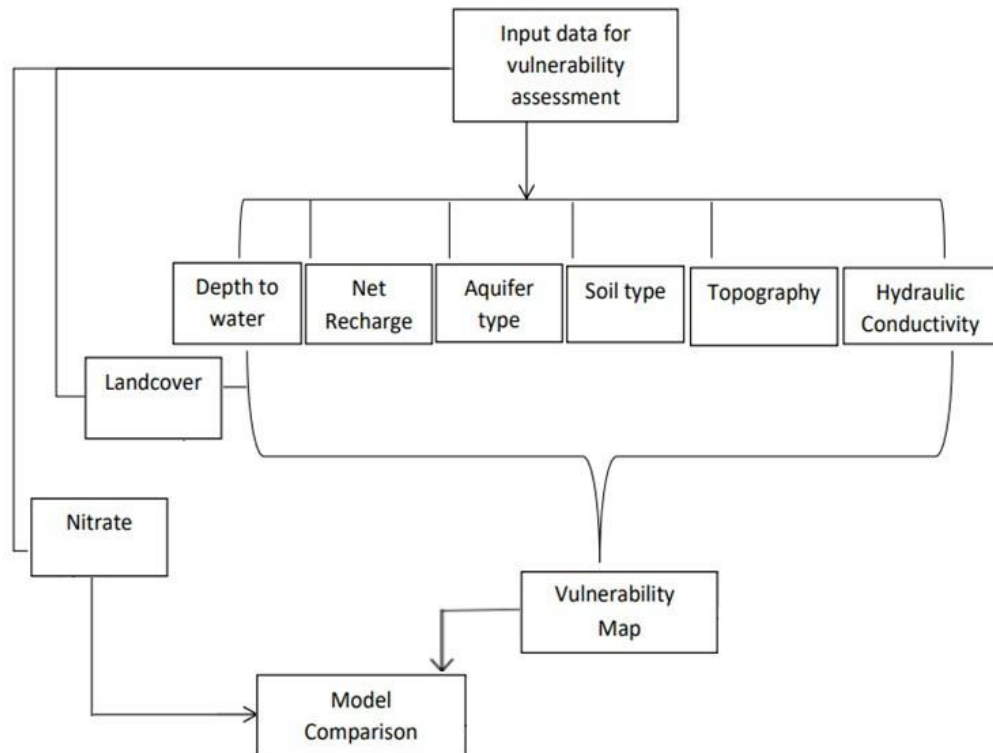 Input data for
vulnerability
assessment
Depth to
water
Net
Recharge
Aquifer
type
Soil type
Topography
Hydraulic
Conductivity
Landcover
Nitrate
Vulnerability
Map
Model
Comparison